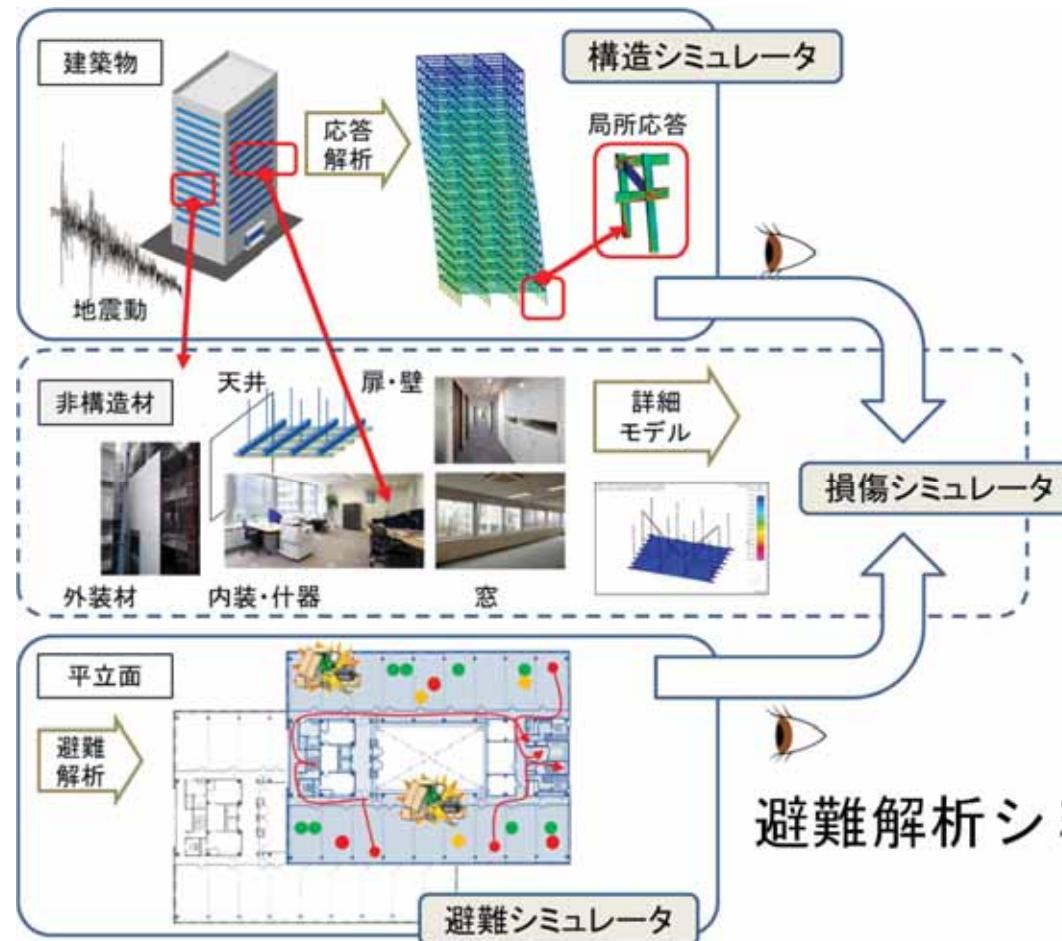 建築物
構造シミュレータ
応答
解析
局所応答
地震動
非構造材
天井
扉・壁
詳細
モデル
損傷シミュレータ
外装材
内装・什器
窓
平立面
避難
解析
避難解析シ
避難シミュレータ